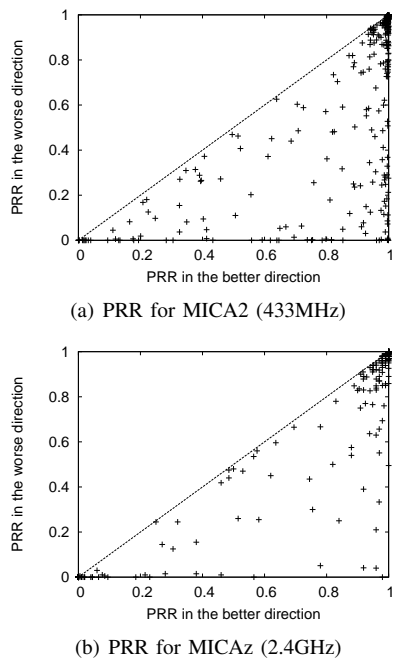 1
0.8
0.6
0.4
0.2
0
0 0.2 0.4 0.6 0.8 1
PRR in the worse direction
PRR in the better direction
(a) PRR for MICA2 (433MHz)
1
0.8
0.6
0.4
0.2
0
0 0.2 0.4 0.6 0.8 1
PRR in the worse direction
PRR in the better direction
(b) PRR for MICAz (2.4GHz)